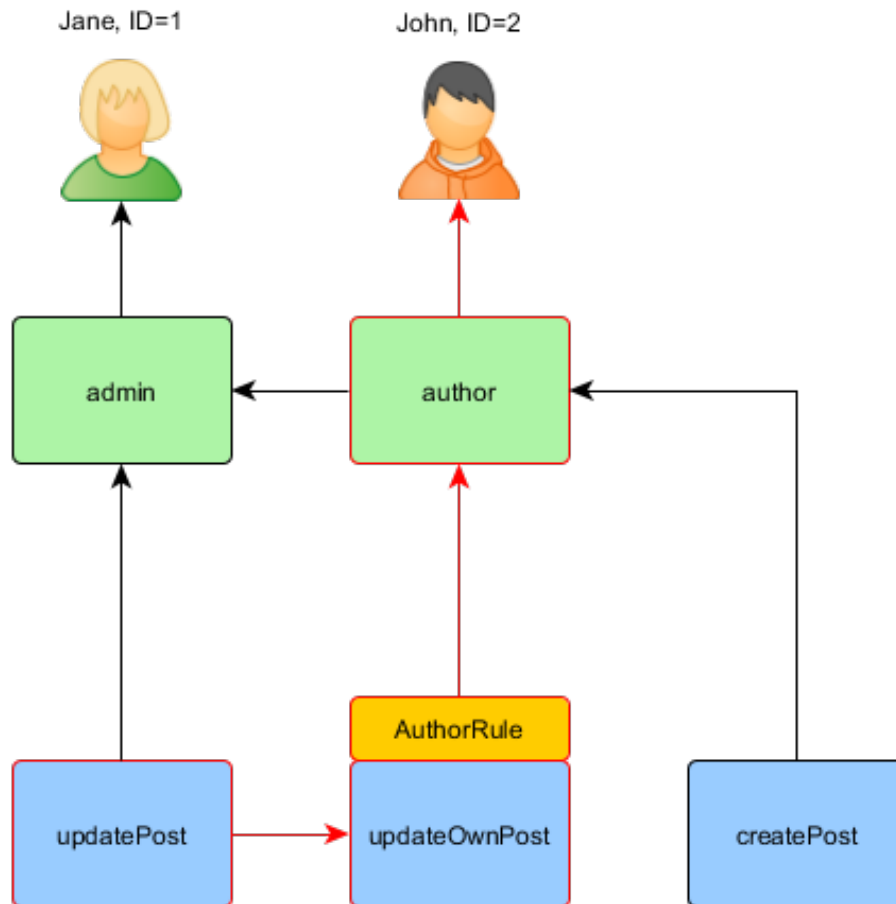 Jane, ID=1
John, ID=2
admin
author
AuthorRule
updatePost
updateOwnPost
createPost